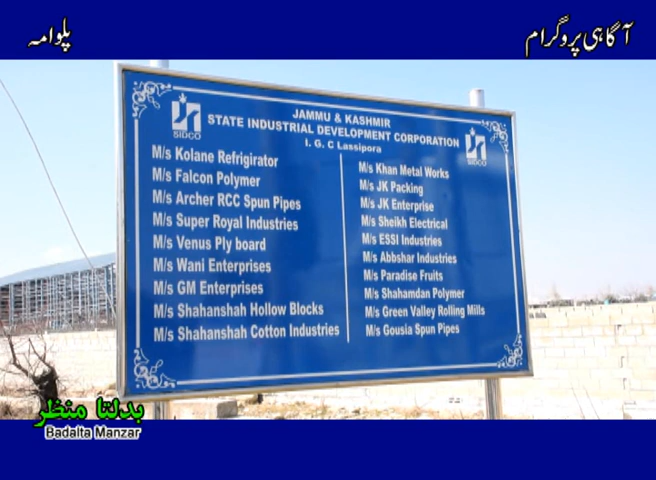 آگاہی پروگرام
پلوامہ
JAMMU & KASHMIR
STATE INDUSTRIAL DEVELOPMENT CORPORATION
I. G. C Lassipora
SIDCO
SIDCO
M/s Kolane Refrigirator
M/s Falcon Polymer
M/s Archer RCC Spun Pipes
M/s Super Royal Industries
M/s Venus Ply board
M/s Wani Enterprises
M/s GM Enterprises
M/s Shahanshah Hollow Blocks
M/s Shahanshah Cotton Industries
M/s Khan Metal Works
M/s JK Packing
M/s JK Enterprise
M/s Sheikh Electrical
M/s ESSI Industries
M/s Abbshar Industries
M/s Paradise Fruits
M/s Shahamdan Polymer
M/s Green Valley Rolling Mills
M/s Gousia Spun Pipes
بدلتا منظر
Badalta Manzar